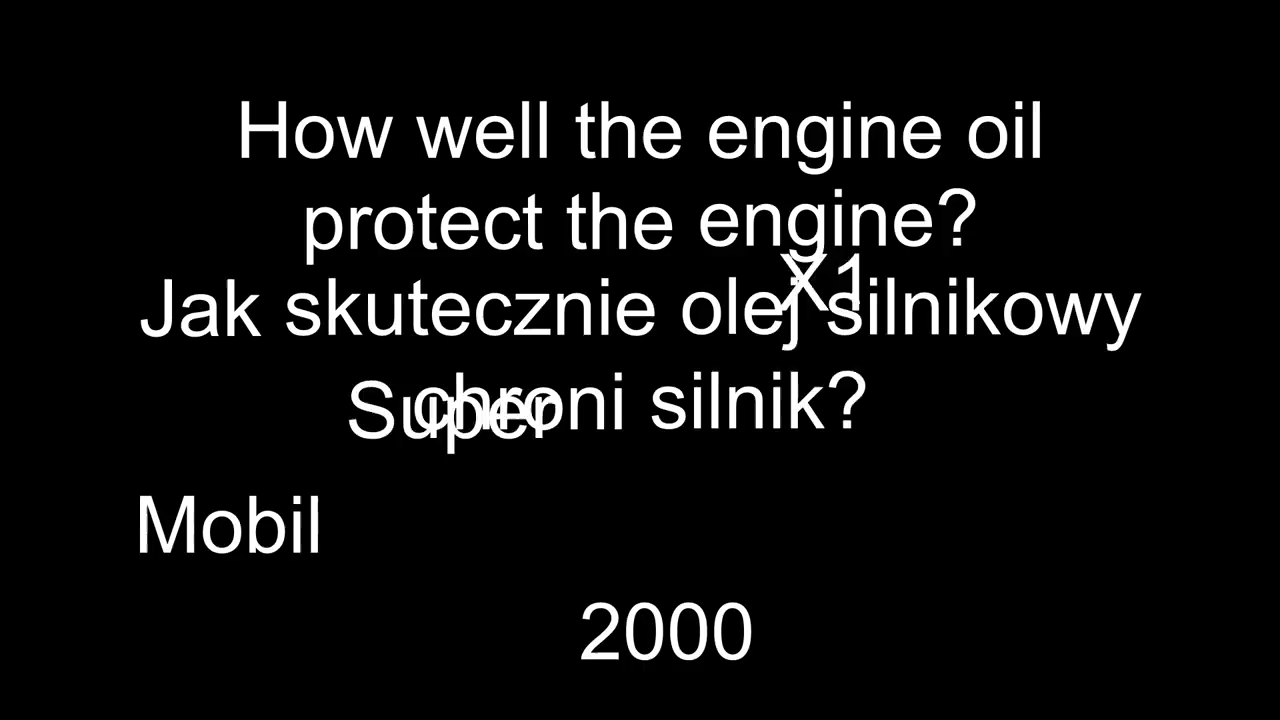 How well the engine oil
protect the engine?
X1
Jak skutecznie olej silnikowy
chroni silnik?
Super
Mobil
2000